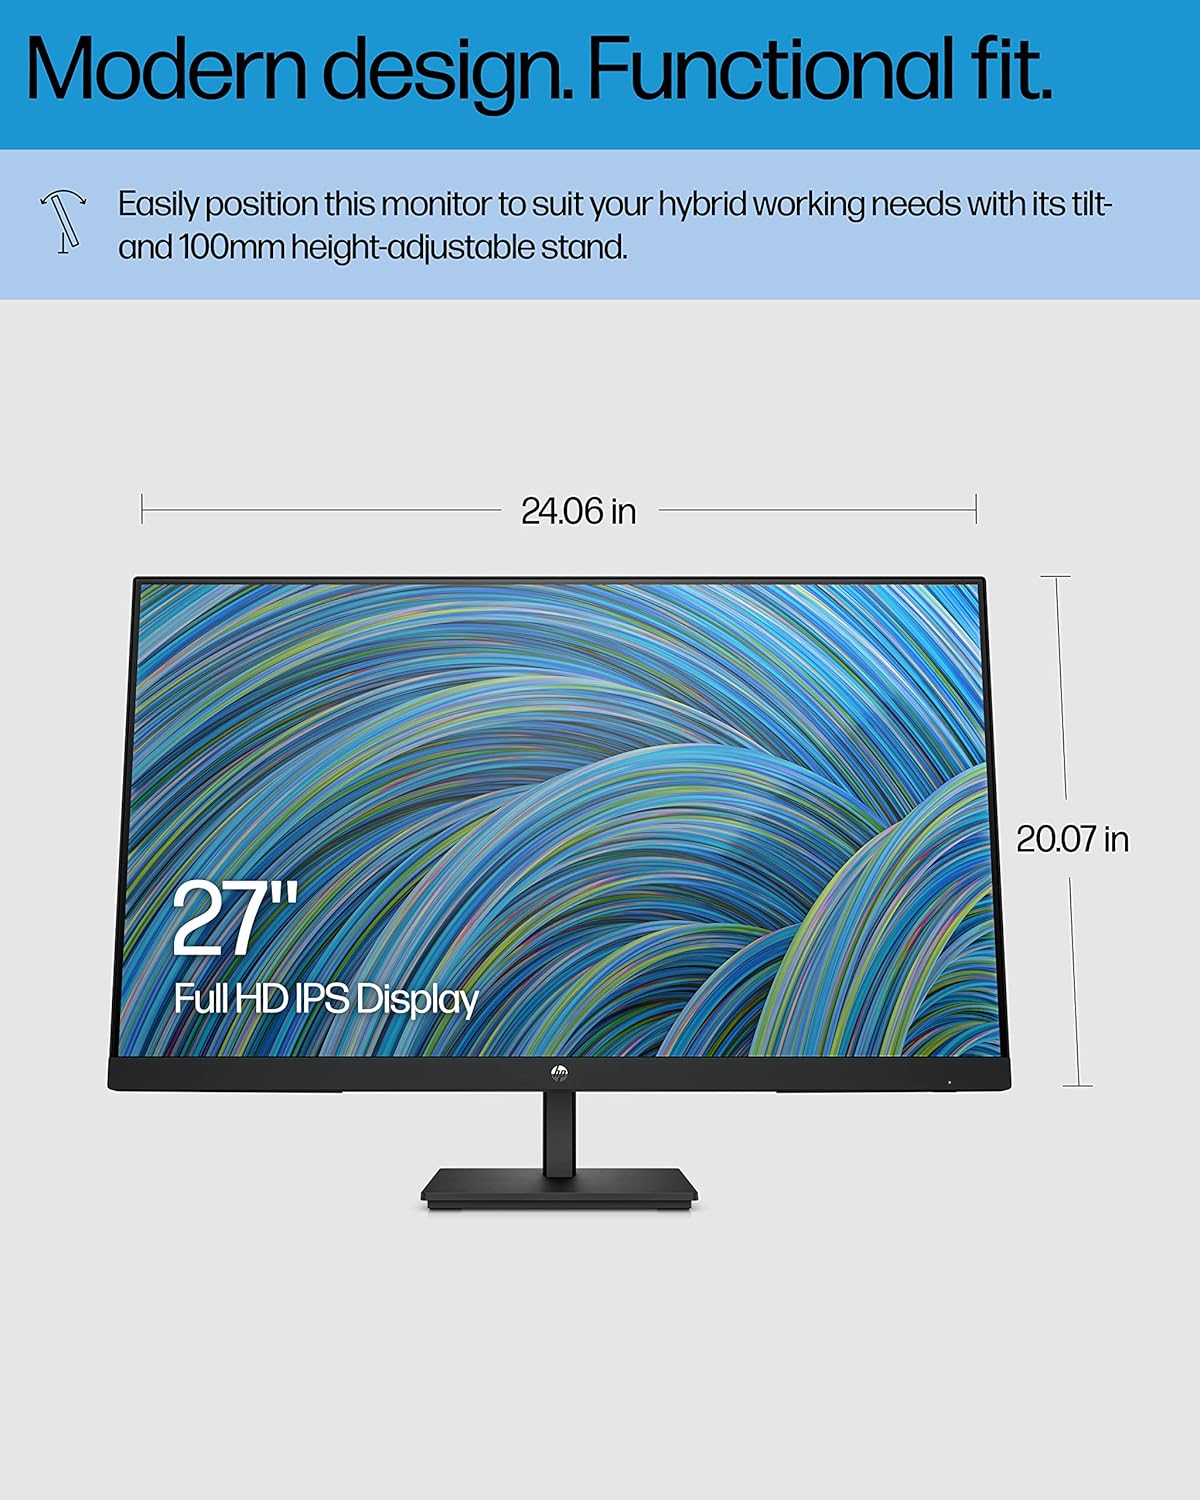 Modern design. Functional fit.
Easily position this monitor to suit your hybrid working needs with its tilt-
and 100mm height-adjustable stand.
24.06 in
20.07 in
27"
Full HD IPS Display
hp